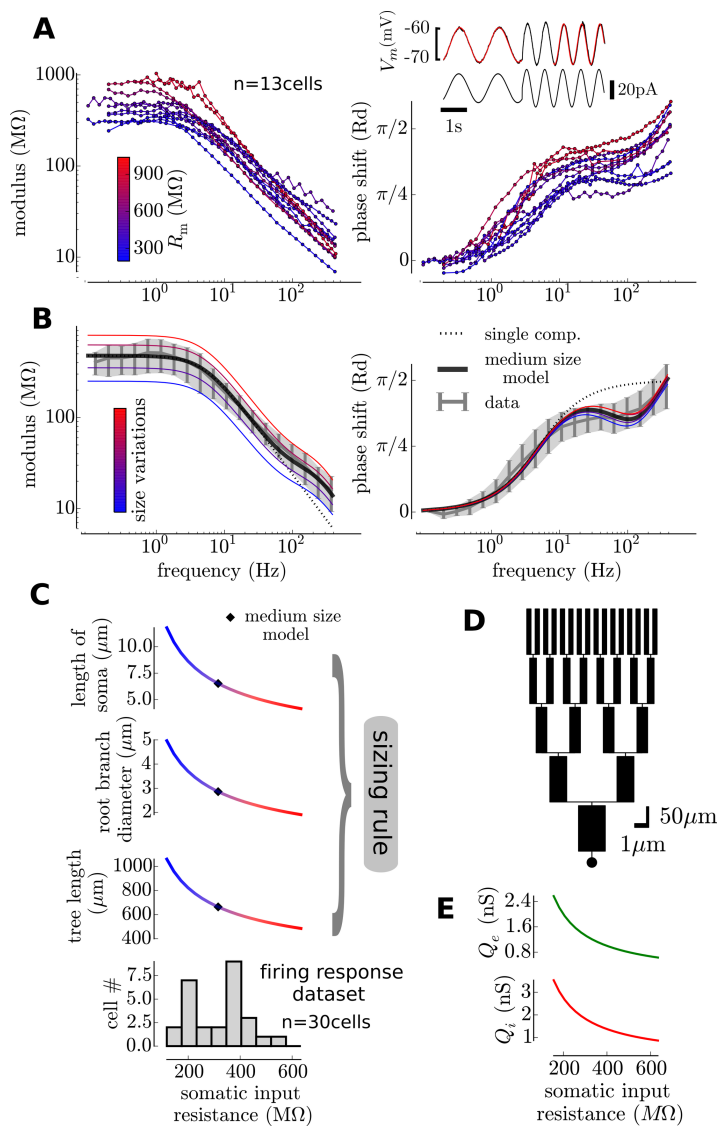 A
n=13cells
modulus (MΩ)
1000
100
10
900
600
300
R_m (MΩ)
10^0
10^1
10^2
V_m(mV)
-60
-70
20pA
1s
phase shift (Rd)
π/2
π/4
0
10^0
10^1
10^2
B
modulus (MΩ)
100
10
size variations
10^0
10^1
10^2
frequency (Hz)
single comp.
medium size
model
data
phase shift (Rd)
π/2
π/4
0
10^0
10^1
10^2
frequency (Hz)
C
medium size
model
length of
soma (μm)
10.0
7.5
5.0
root branch
diameter (μm)
5
4
3
2
tree length
(μm)
1000
800
600
400
sizing rule
cell #
7.5
5.0
2.5
0.0
firing response
dataset
n=30cells
200
400
600
somatic input
resistance (MΩ)
D
50μm
1μm
E
Q_e (nS)
2.4
1.6
0.8
Q_i (nS)
3
2
1
200
400
600
somatic input
resistance (MΩ)